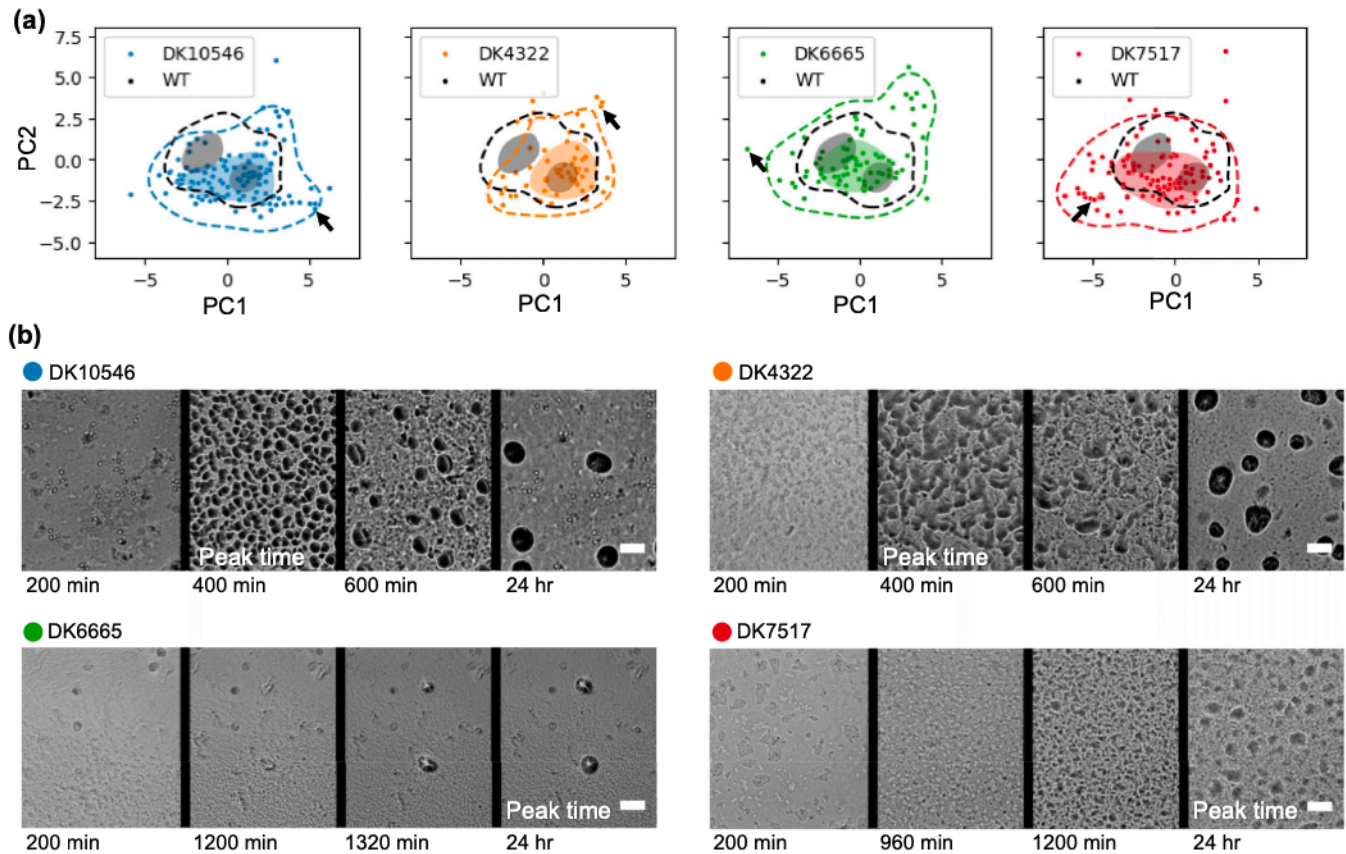 (a)
7.5
5.0
2.5
0.0
−2.5
−5.0
PC2
DK10546
WT
DK4322
WT
DK6665
WT
DK7517
WT
−5 0 5
−5 0 5
−5 0 5
−5 0 5
PC1
PC1
PC1
PC1
(b)
DK10546
Peak time
200 min 400 min 600 min 24 hr
DK4322
Peak time
200 min 400 min 600 min 24 hr
DK6665
Peak time
200 min 1200 min 1320 min 24 hr
DK7517
Peak time
200 min 960 min 1200 min 24 hr